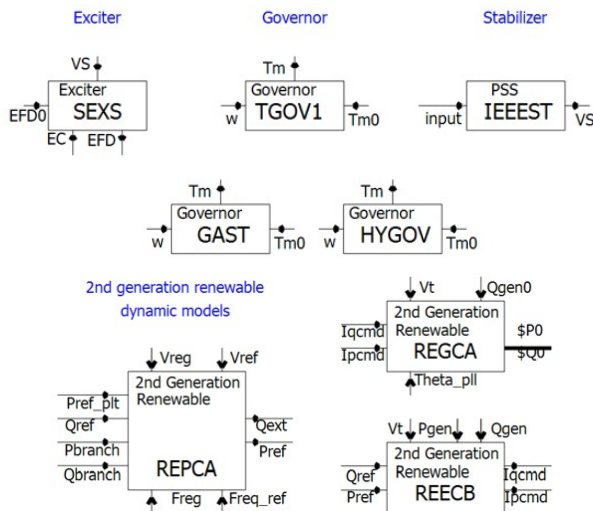 Exciter
Governor
Stabilizer
VS
Exciter
SEXS
EFD0
EC
EFD
Tm
Governor
TGOV1
w
Tm0
PSS
IEEEST
input
VS
Tm
Governor
GAST
w
Tm0
Tm
Governor
HYGOV
w
Tm0
2nd generation renewable
dynamic models
Vreg
Vref
2nd Generation
Renewable
REPCA
Pref_plt
Qref
Pbranch
Qbranch
Qext
Pref
Freg
Freq_ref
Vt
Qgen0
2nd Generation
Renewable
REGCA
Iqcmd
Ipcmd
$P0
$Q0
Theta_pll
Vt
Pgen
Qgen
2nd Generation
Renewable
REECB
Qref
Pref
Iqcmd
Ipcmd